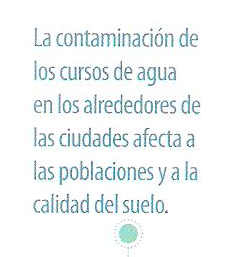 La contaminación de
los cursos de agua
en los alrededores de
las ciudades afecta a
las poblaciones y a la
calidad del suelo.